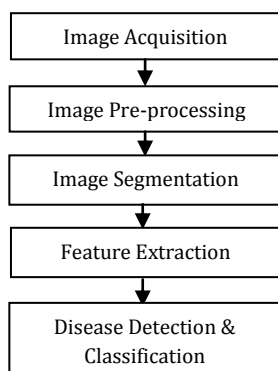 Image Acquisition
Image Pre-processing
Image Segmentation
Feature Extraction
Disease Detection &
Classification